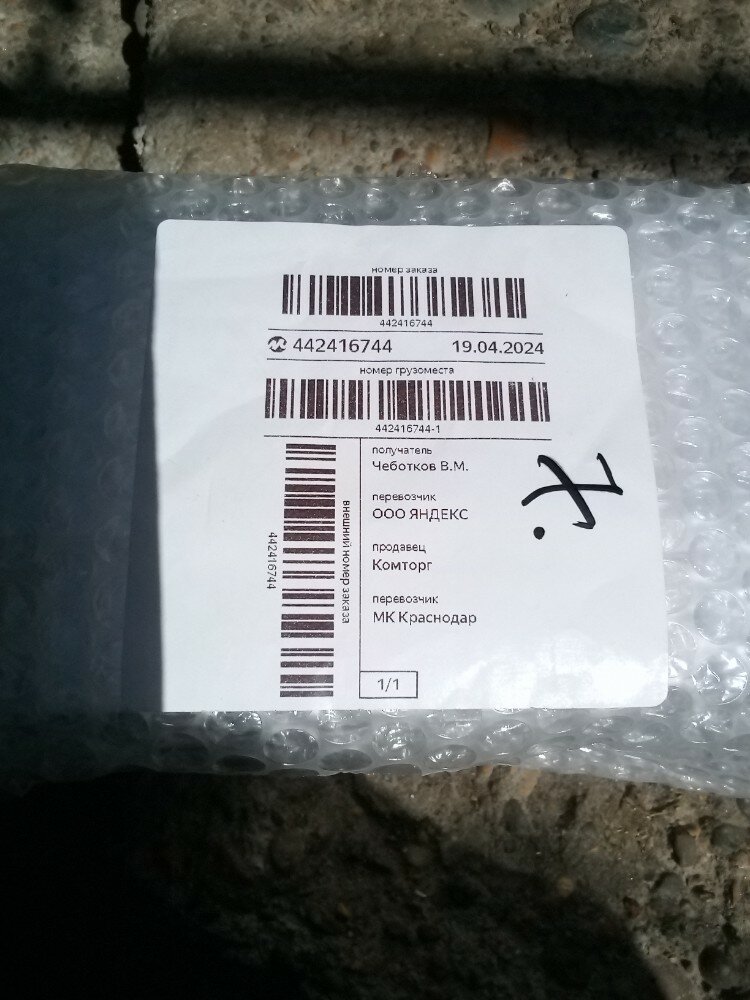 номер заказа
442416744
442416744 19.04.2024
номер грузоместа
442416744-1
внешний номер заказа
442416744
получатель
Чеботков В.М.
перевозчик
ООО ЯНДЕКС
продавец
Комторг
перевозчик
МК Краснодар
1/1